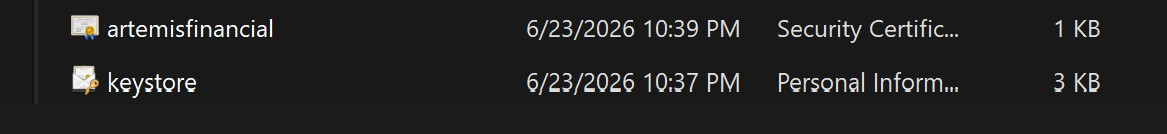 artemisfinancial 6/23/2026 10:39 PM Security Certific... 1 KB
keystore 6/23/2026 10:37 PM Personal Inform... 3 KB